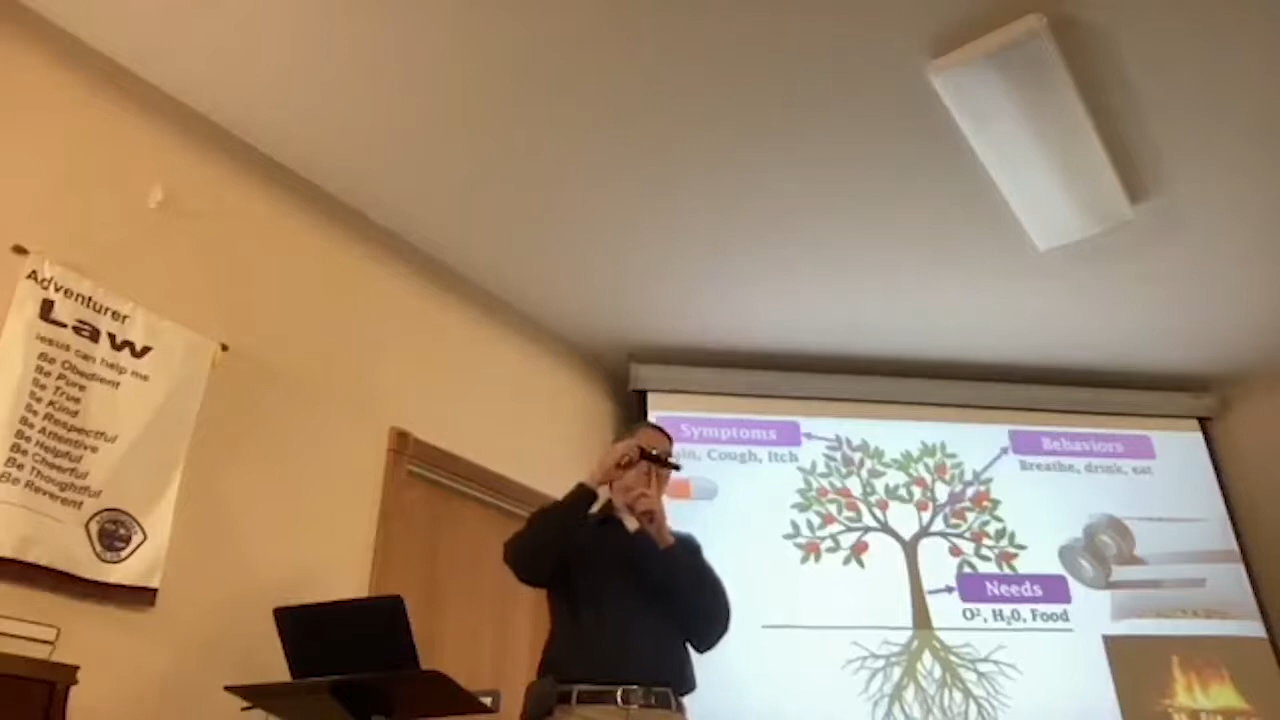 Adventurer
Law
Jesus can help me
Be Obedient
Be Pure
Be True
Be Kind
Be Respectful
Be Attentive
Be Helpful
Be Cheerful
Be Thoughtful
Be Reverent
Symptoms
ain, Cough, Itch
Behaviors
Breathe, drink, eat
Needs
O², H₂0, Food